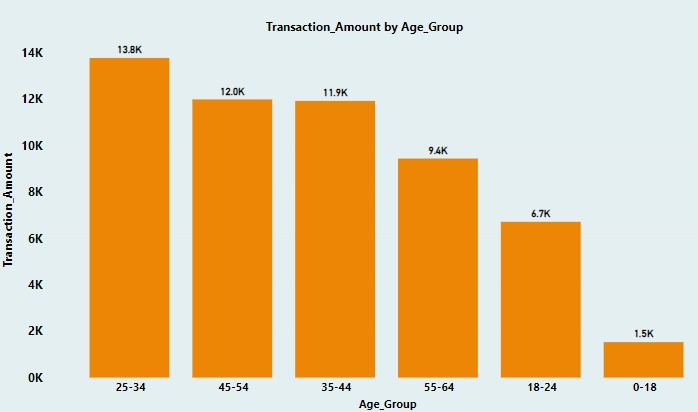 Transaction_Amount by Age_Group
Transaction_Amount
14K
12K
10K
8K
6K
4K
2K
0K
13.8K
12.0K
11.9K
9.4K
6.7K
1.5K
25-34
45-54
35-44
55-64
18-24
0-18
Age_Group